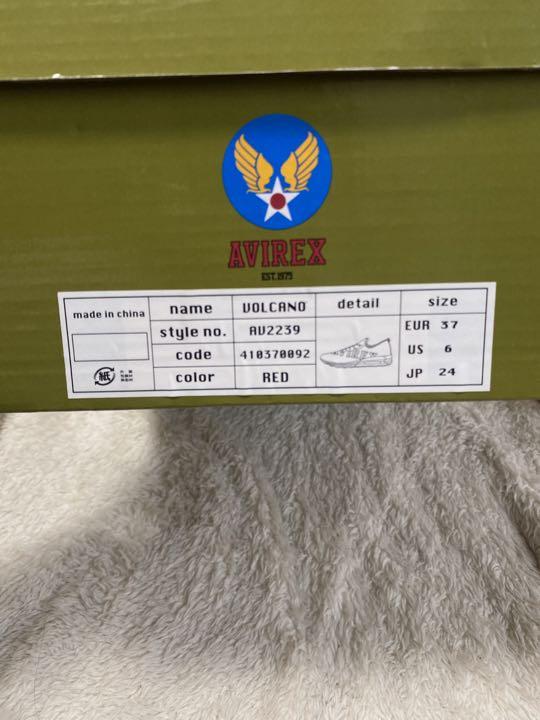 AVIREX
EST.1975
made in china
name VOLCANO detail size
style no. AV2239 EUR 37
code 410370092 US 6
color RED JP 24
紙